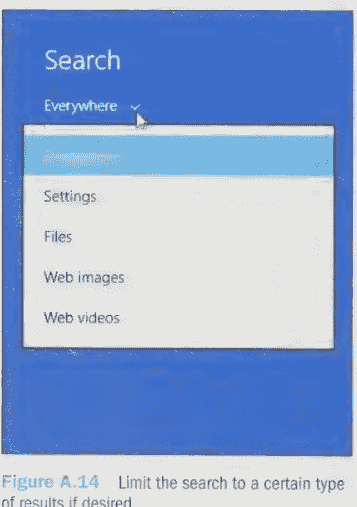 Search
Everywhere
Settings
Files
Web images
Web videos
Figure A.14 Limit the search to a certain type
of results if desired